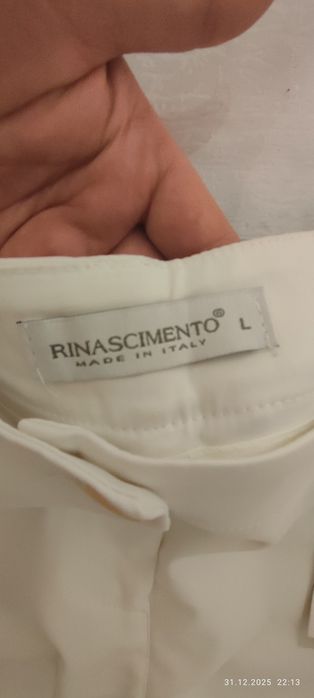 RINASCIMENTO® L
MADE IN ITALY
31.12.2025 22:13